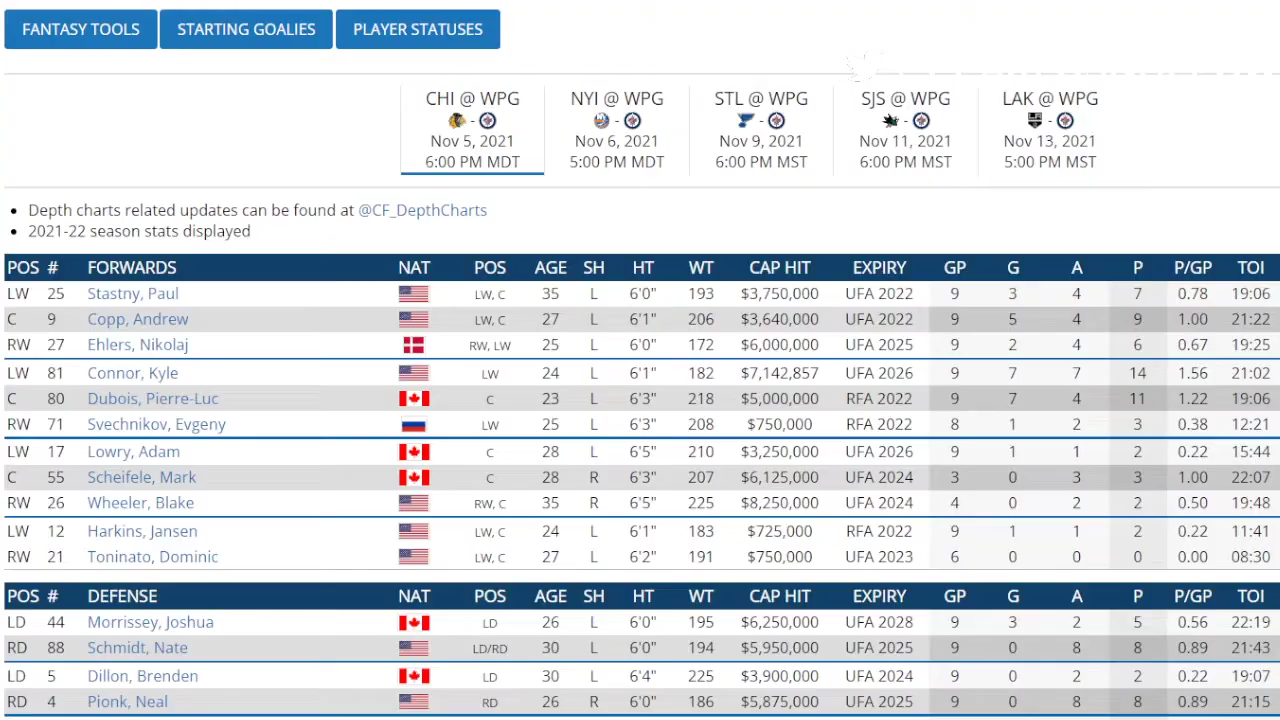 FANTASY TOOLS STARTING GOALIES PLAYER STATUSES
CHI @ WPG NYI @ WPG STL @ WPG SJS @ WPG LAK @ WPG
- - - - -
Nov 5, 2021 Nov 6, 2021 Nov 9, 2021 Nov 11, 2021 Nov 13, 2021
6:00 PM MDT 5:00 PM MDT 6:00 PM MST 6:00 PM MST 5:00 PM MST
• Depth charts related updates can be found at @CF_DepthCharts
• 2021-22 season stats displayed
POS # FORWARDS NAT POS AGE SH HT WT CAP HIT EXPIRY GP G A P P/GP TOI
LW 25 Stastny, Paul LW, C 35 L 6'0" 193 $3,750,000 UFA 2022 9 3 4 7 0.78 19:06
C 9 Copp, Andrew LW, C 27 L 6'1" 206 $3,640,000 UFA 2022 9 5 4 9 1.00 21:22
RW 27 Ehlers, Nikolaj RW, LW 25 L 6'0" 172 $6,000,000 UFA 2025 9 2 4 6 0.67 19:25
LW 81 Connor, Kyle LW 24 L 6'1" 182 $7,142,857 UFA 2026 9 7 7 14 1.56 21:02
C 80 Dubois, Pierre-Luc C 23 L 6'3" 218 $5,000,000 RFA 2022 9 7 4 11 1.22 19:06
RW 71 Svechnikov, Evgeny LW 25 L 6'3" 208 $750,000 RFA 2022 8 1 2 3 0.38 12:21
LW 17 Lowry, Adam C 28 L 6'5" 210 $3,250,000 UFA 2026 9 1 1 2 0.22 15:44
C 55 Scheifele, Mark C 28 R 6'3" 207 $6,125,000 UFA 2024 3 0 3 3 1.00 22:07
RW 26 Wheeler, Blake RW, C 35 R 6'5" 225 $8,250,000 UFA 2024 4 0 2 2 0.50 19:48
LW 12 Harkins, Jansen LW, C 24 L 6'1" 183 $725,000 RFA 2022 9 1 1 2 0.22 11:41
RW 21 Toninato, Dominic LW, C 27 L 6'2" 191 $750,000 UFA 2023 6 0 0 0 0.00 08:30
POS # DEFENSE NAT POS AGE SH HT WT CAP HIT EXPIRY GP G A P P/GP TOI
LD 44 Morrissey, Joshua LD 26 L 6'0" 195 $6,250,000 UFA 2028 9 3 2 5 0.56 22:19
RD 88 Schmidt, Nate LD/RD 30 L 6'0" 194 $5,950,000 UFA 2025 9 0 8 8 0.89 21:43
LD 5 Dillon, Brenden LD 30 L 6'4" 225 $3,900,000 UFA 2024 9 0 2 2 0.22 19:07
RD 4 Pionk, Neal RD 26 R 6'0" 186 $5,875,000 UFA 2025 9 0 8 8 0.89 21:15